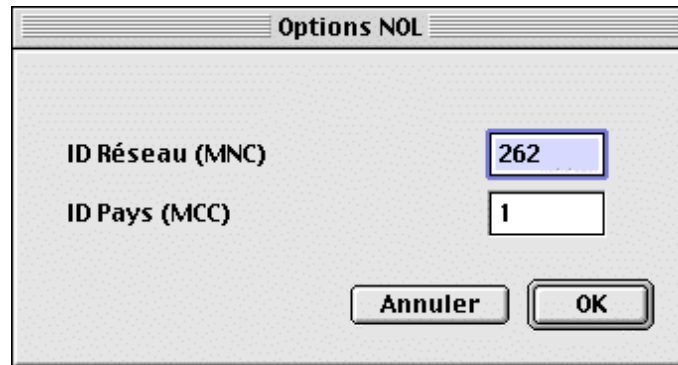 Options NOL
ID Réseau (MNC) 262
ID Pays (MCC) 1
Annuler OK